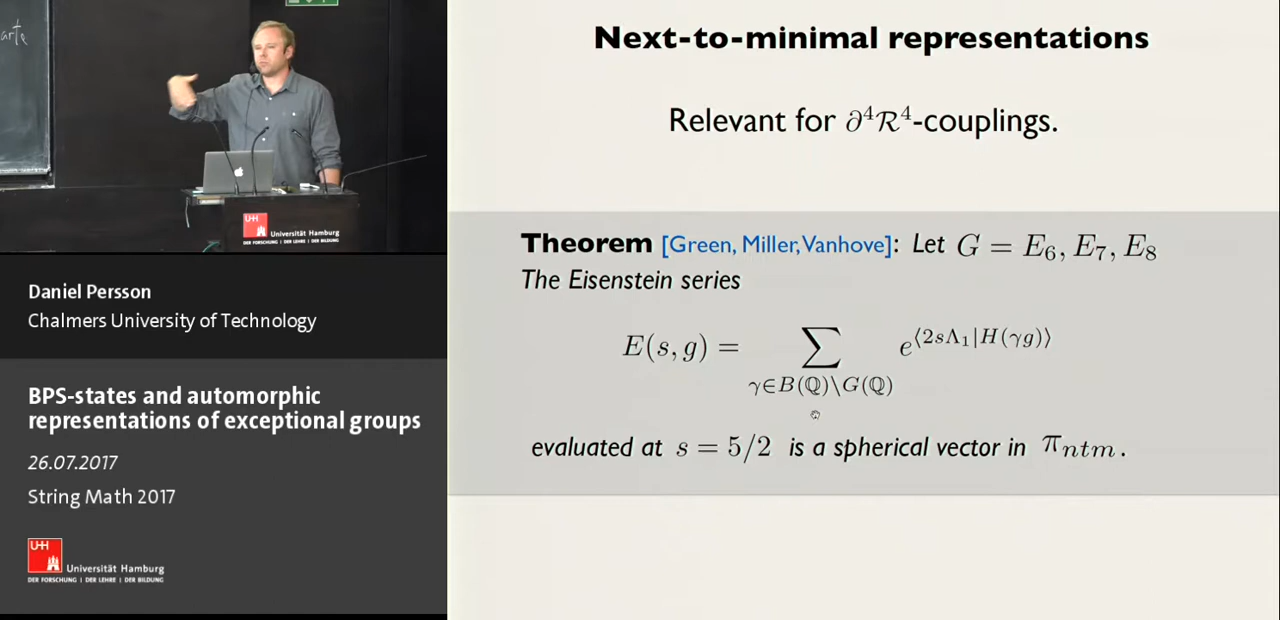 arte
UH
Universität Hamburg
DER FORSCHUNG | DER LEHRE | DER BILDUNG
Daniel Persson
Chalmers University of Technology
BPS-states and automorphic
representations of exceptional groups
26.07.2017
String Math 2017
UH
Universität Hamburg
DER FORSCHUNG | DER LEHRE | DER BILDUNG
Next-to-minimal representations
Relevant for ∂⁴ℛ⁴-couplings.
Theorem [Green, Miller, Vanhove]: Let G = E₆, E₇, E₈
The Eisenstein series
E(s, g) = ∑ e^{⟨2sΛ₁|H(γg)⟩}
γ∈B(ℚ)\G(ℚ)
evaluated at s = 5/2 is a spherical vector in π_{ntm}.